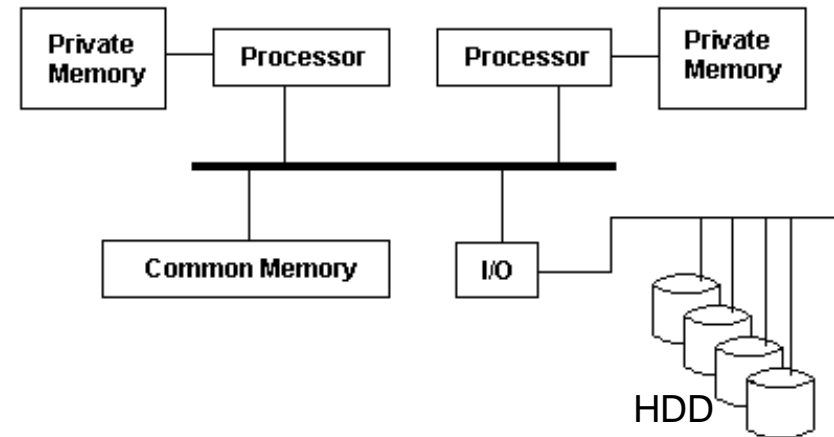 Private
Memory
Processor
Processor
Private
Memory
Common Memory
I/O
HDD